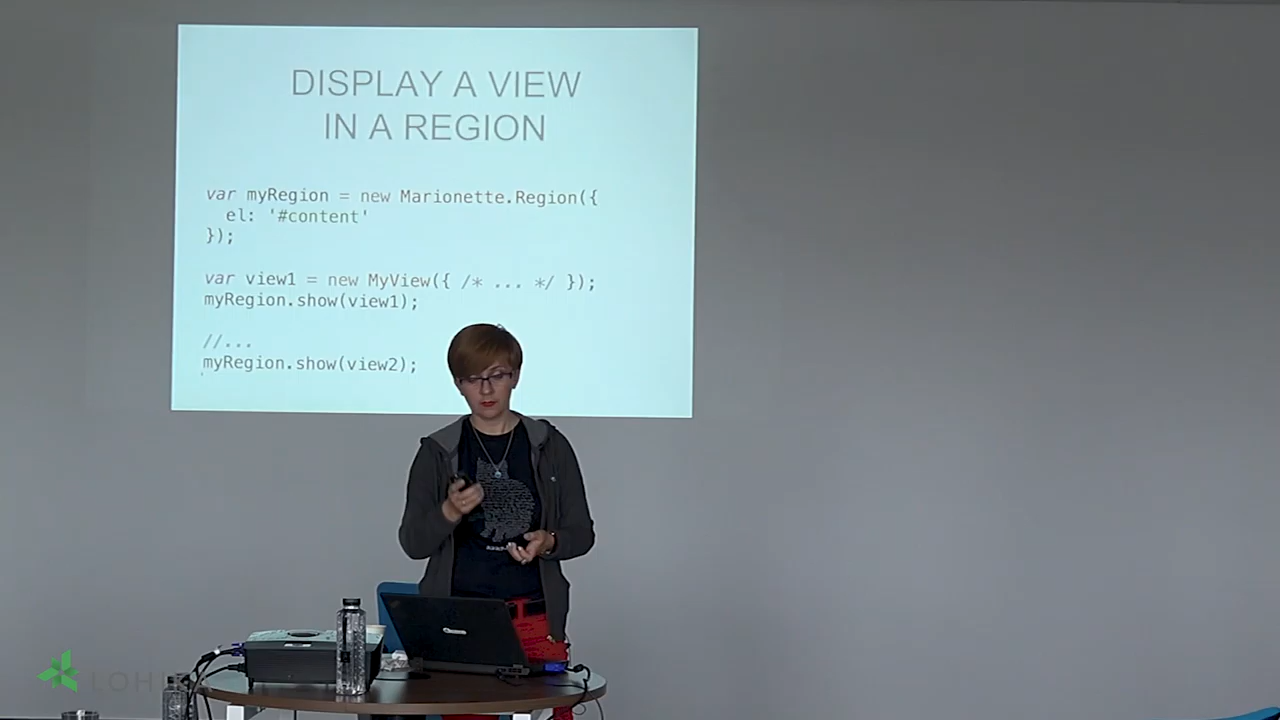 DISPLAY A VIEW
IN A REGION
var myRegion = new Marionette.Region({
el: '#content'
});
var view1 = new MyView({ /* ... */ });
myRegion.show(view1);
//...
myRegion.show(view2);